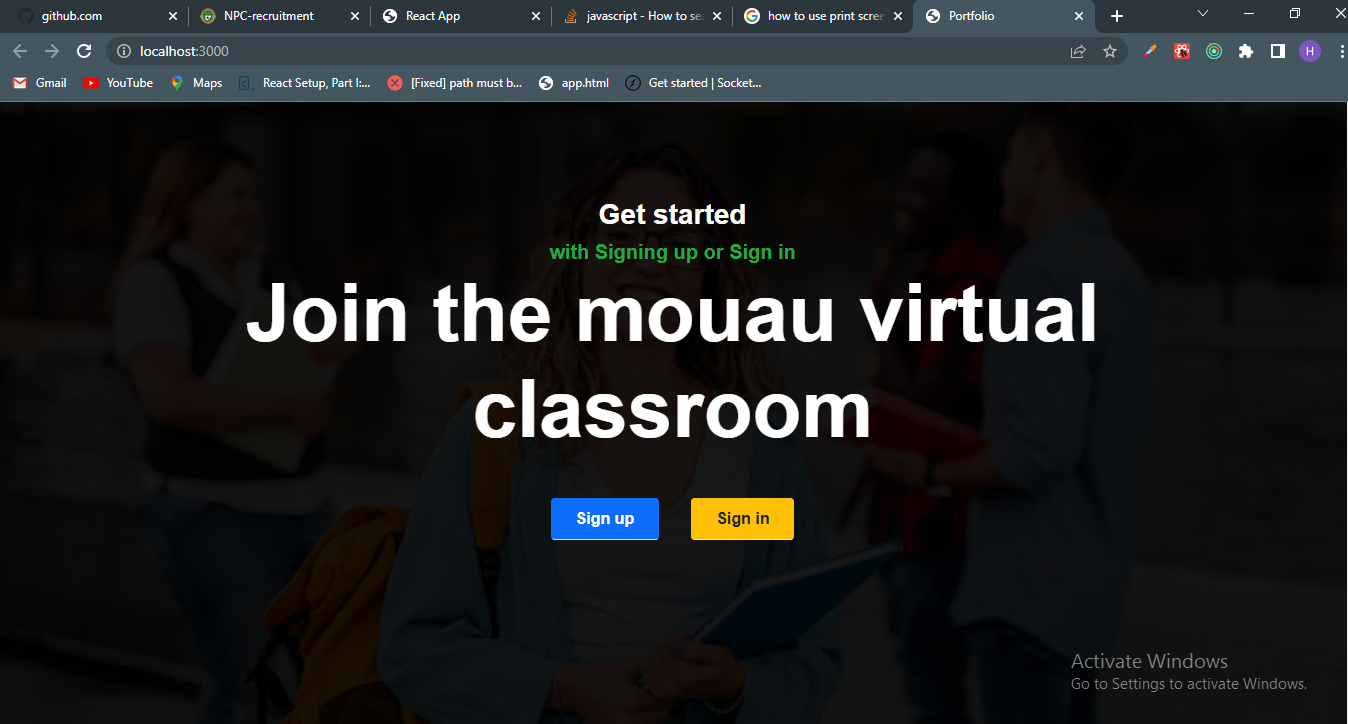 github.com
NPC-recruitment
React App
javascript - How to se
how to use print scree
Portfolio
localhost:3000
H
Gmail
YouTube
Maps
React Setup, Part I:...
[Fixed] path must b...
app.html
Get started | Socket...
Get started
with Signing up or Sign in
Join the mouau virtual
classroom
Sign up
Sign in
Activate Windows
Go to Settings to activate Windows.